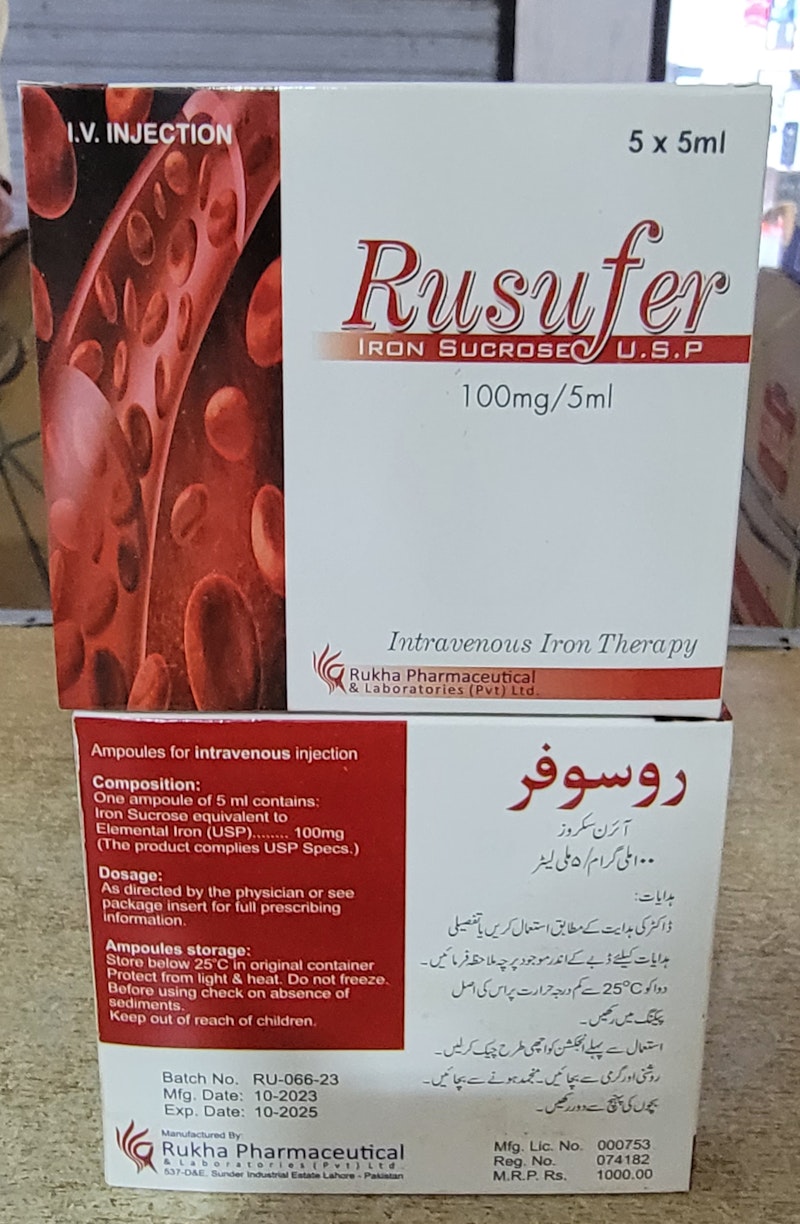 I.V. INJECTION
5 x 5ml
Rusufer
IRON SUCROSE U.S.P
100mg/5ml
Intravenous Iron Therapy
Rukha Pharmaceutical
& Laboratories (Pvt) Ltd.
Ampoules for intravenous injection
Composition:
One ampoule of 5 ml contains:
Iron Sucrose equivalent to
Elemental Iron (USP)........ 100mg
(The product complies USP Specs.)
Dosage:
As directed by the physician or see
package insert for full prescribing
information.
Ampoules storage:
Store below 25°C in original container
Protect from light & heat. Do not freeze.
Before using check on absence of
sediments.
Keep out of reach of children.
روسوفر
آئرن سکروز
۱۰۰ملی گرام/۵ملی لیٹر
ہدایات:
ڈاکٹر کی ہدایت کے مطابق استعمال کریں یا تفصیلی
ہدایات کیلئے ڈبے کے اندر موجود پرچہ ملاحظہ فرمائیں۔
دوا کو 25°C سے کم درجہ حرارت پر اس کی اصل
پیکنگ میں رکھیں۔
استعمال سے پہلے انجکشن کو اچھی طرح چیک کرلیں۔
روشنی اور گرمی سے بچائیں۔ منجمد ہونے سے بچائیں۔
بچوں کی پہنچ سے دور رکھیں۔
Batch No. RU-066-23
Mfg. Date: 10-2023
Exp. Date: 10-2025
Manufactured By:
Rukha Pharmaceutical
& Laboratories (Pvt) Ltd.
537-D&E, Sunder Industrial Estate Lahore - Pakistan
Mfg. Lic. No. 000753
Reg. No. 074182
M.R.P. Rs. 1000.00